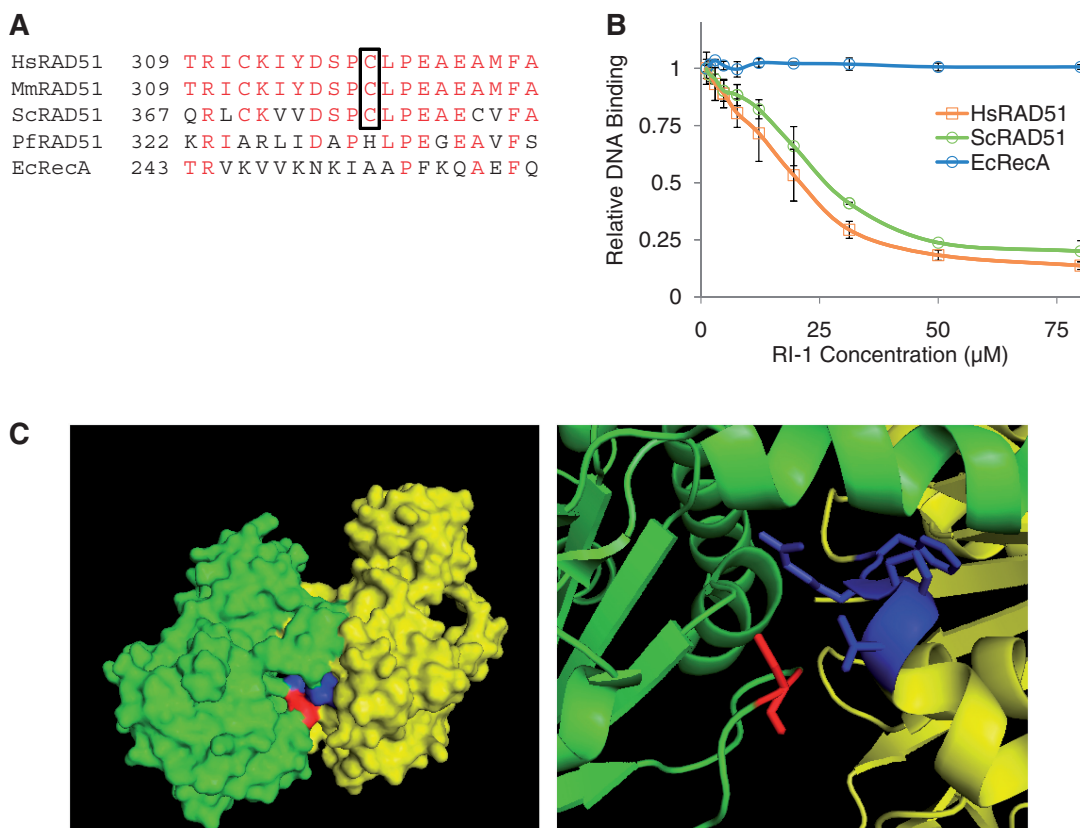 A
HsRAD51 309 TRICKIYDSPCLPEAEAMFA
MmRAD51 309 TRICKIYDSPCLPEAEAMFA
ScRAD51 367 QRLCKVVDSPCLPEAECVFA
PfRAD51 322 KRIARLIDAPHLPEGEAVFS
EcRecA 243 TRVKVVKNKIAAPFKQAEFQ
B
Relative DNA Binding
1
0.75
0.5
0.25
0
HsRAD51
ScRAD51
EcRecA
0 25 50 75
RI-1 Concentration (µM)
C